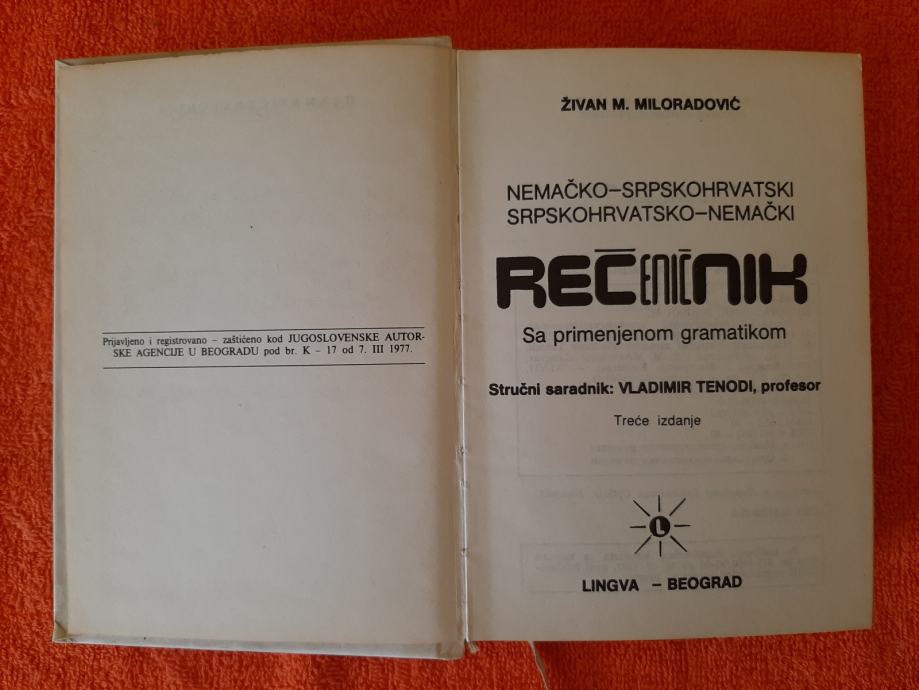 Prijavljeno i registrovano – zaštićeno kod JUGOSLOVENSKE AUTOR-
SKE AGENCIJE U BEOGRADU pod br. K – 17 od 7. III 1977.
ŽIVAN M. MILORADOVIĆ
NEMAČKO–SRPSKOHRVATSKI
SRPSKOHRVATSKO–NEMAČKI
REČENIČNIK
Sa primenjenom gramatikom
Stručni saradnik: VLADIMIR TENODI, profesor
Treće izdanje
L
LINGVA – BEOGRAD